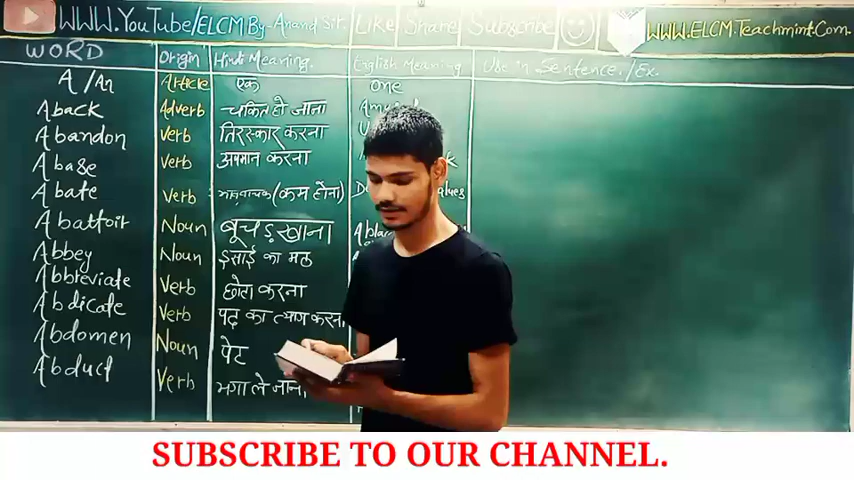 WWW.YouTube/ELCM By-Anand Sir. Like Share Subscribe WWW.ELCM.Teachmint.Com.
WORD Origin Hindi Meaning. English Meaning Use in Sentence./Ex.
A/An Article एक one
Aback Adverb चकित हो जाना
Abandon Verb तिरस्कार करना
Abase Verb अपमान करना
Abate Verb (कम होना)
Abattoir Noun बूचड़खाना
Abbey Noun ईसाई का मठ
Abbreviate Verb छोटा करना
Abdicate Verb पद का त्याग करना
Abdomen Noun पेट
Abduct Verb भगा ले जाना
SUBSCRIBE TO OUR CHANNEL.